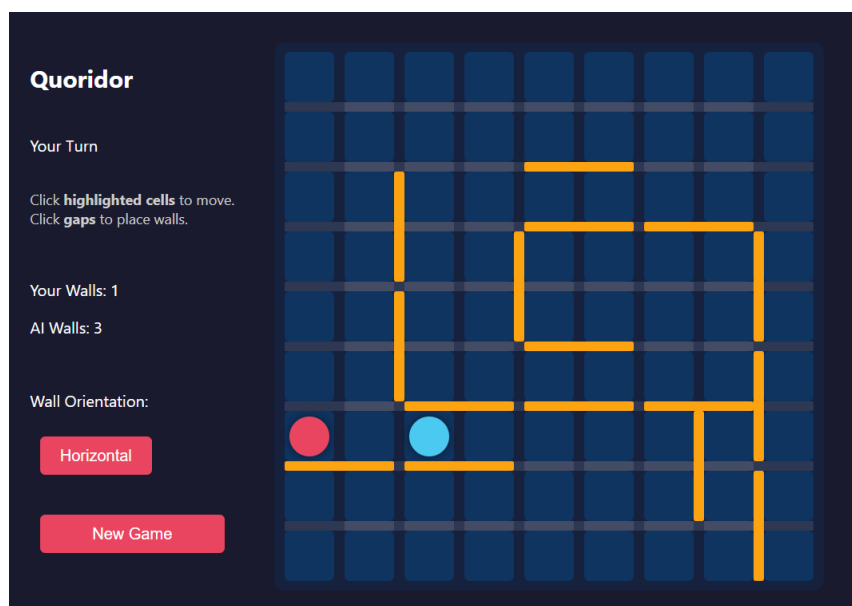 Quoridor
Your Turn
Click highlighted cells to move.
Click gaps to place walls.
Your Walls: 1
AI Walls: 3
Wall Orientation:
Horizontal
New Game